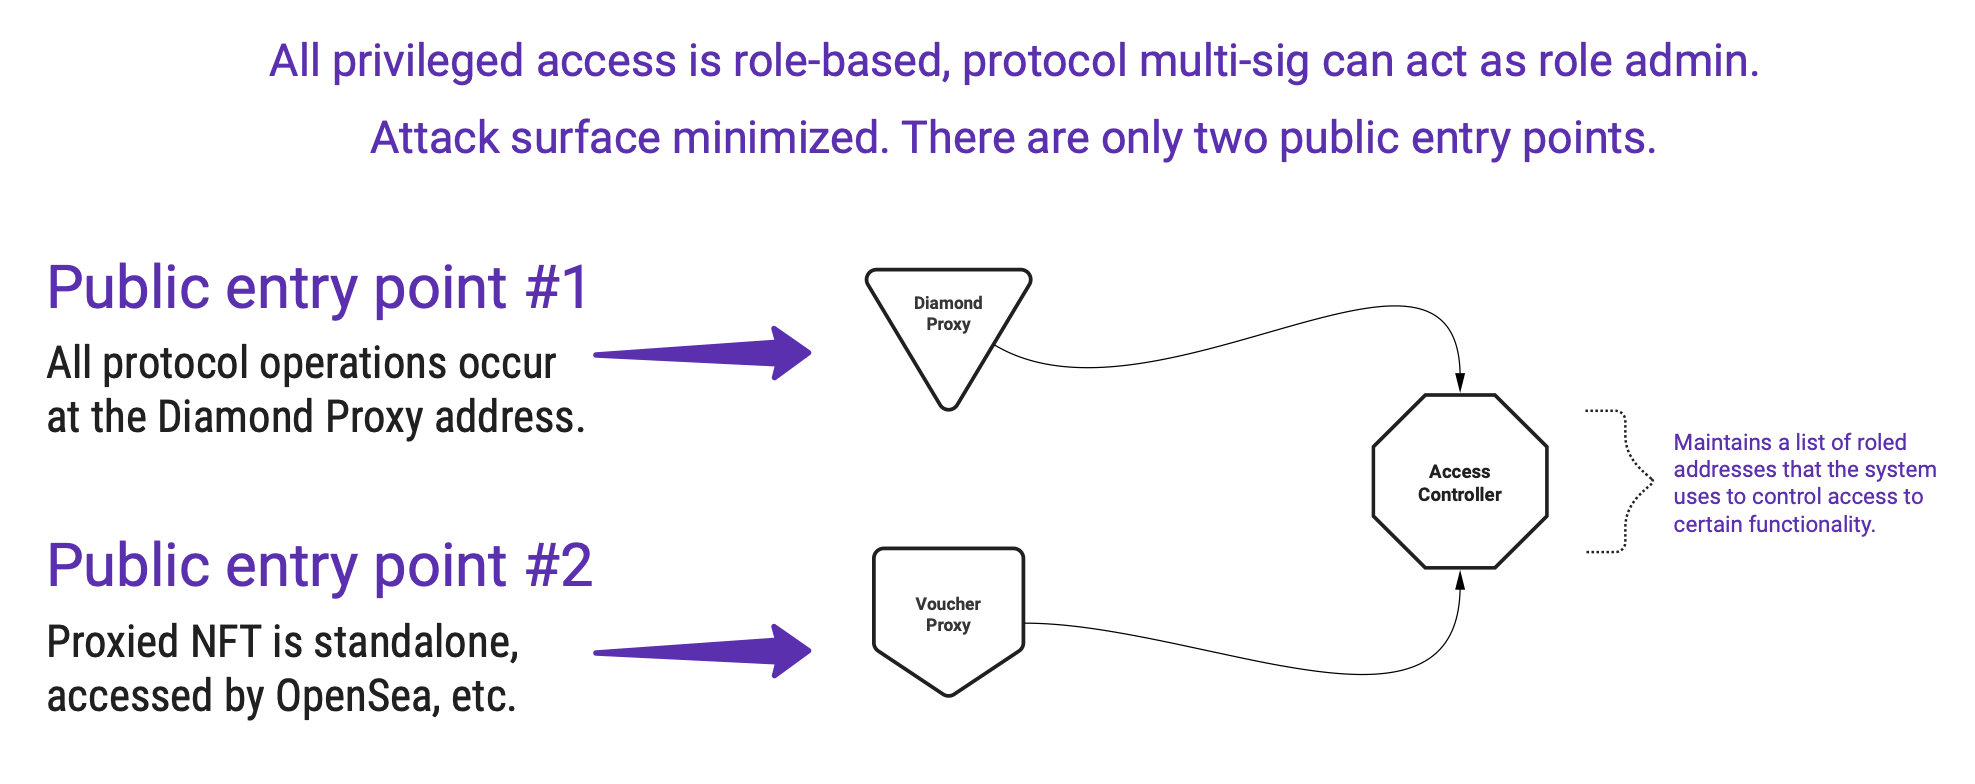 All privileged access is role-based, protocol multi-sig can act as role admin.
Attack surface minimized. There are only two public entry points.
Public entry point #1
All protocol operations occur
at the Diamond Proxy address.
Diamond
Proxy
Access
Controller
Maintains a list of roled
addresses that the system
uses to control access to
certain functionality.
Public entry point #2
Proxied NFT is standalone,
accessed by OpenSea, etc.
Voucher
Proxy